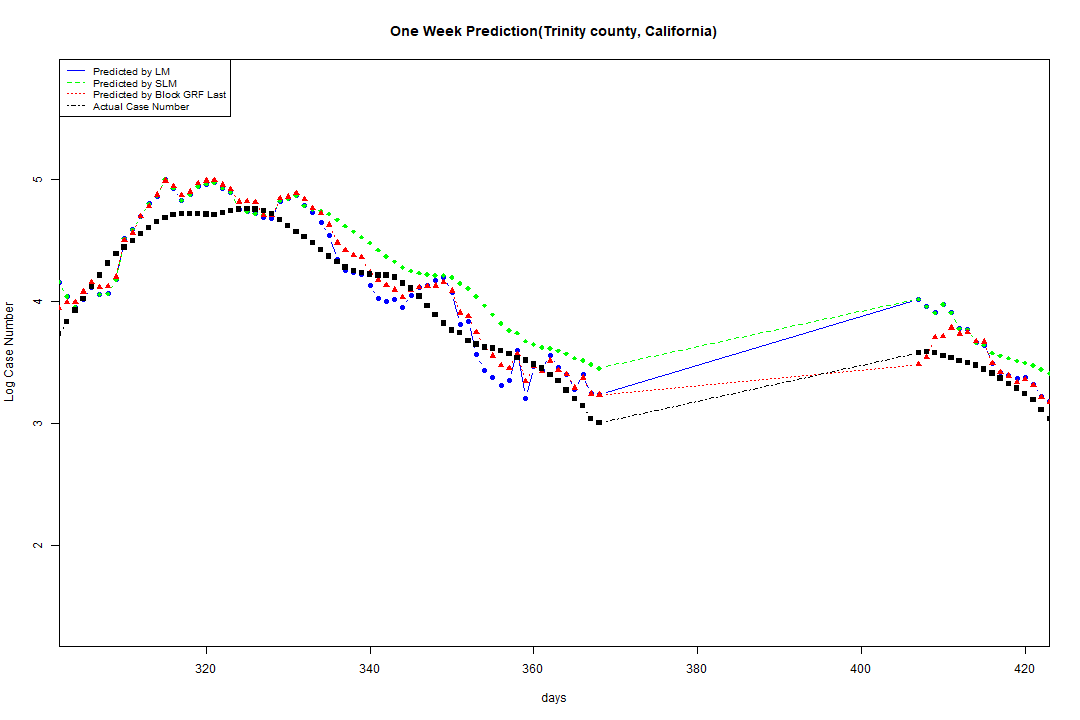 One Week Prediction(Trinity county, California)
Predicted by LM
Predicted by SLM
Predicted by Block GRF Last
Actual Case Number
5
4
3
2
Log Case Number
320 340 360 380 400 420
days